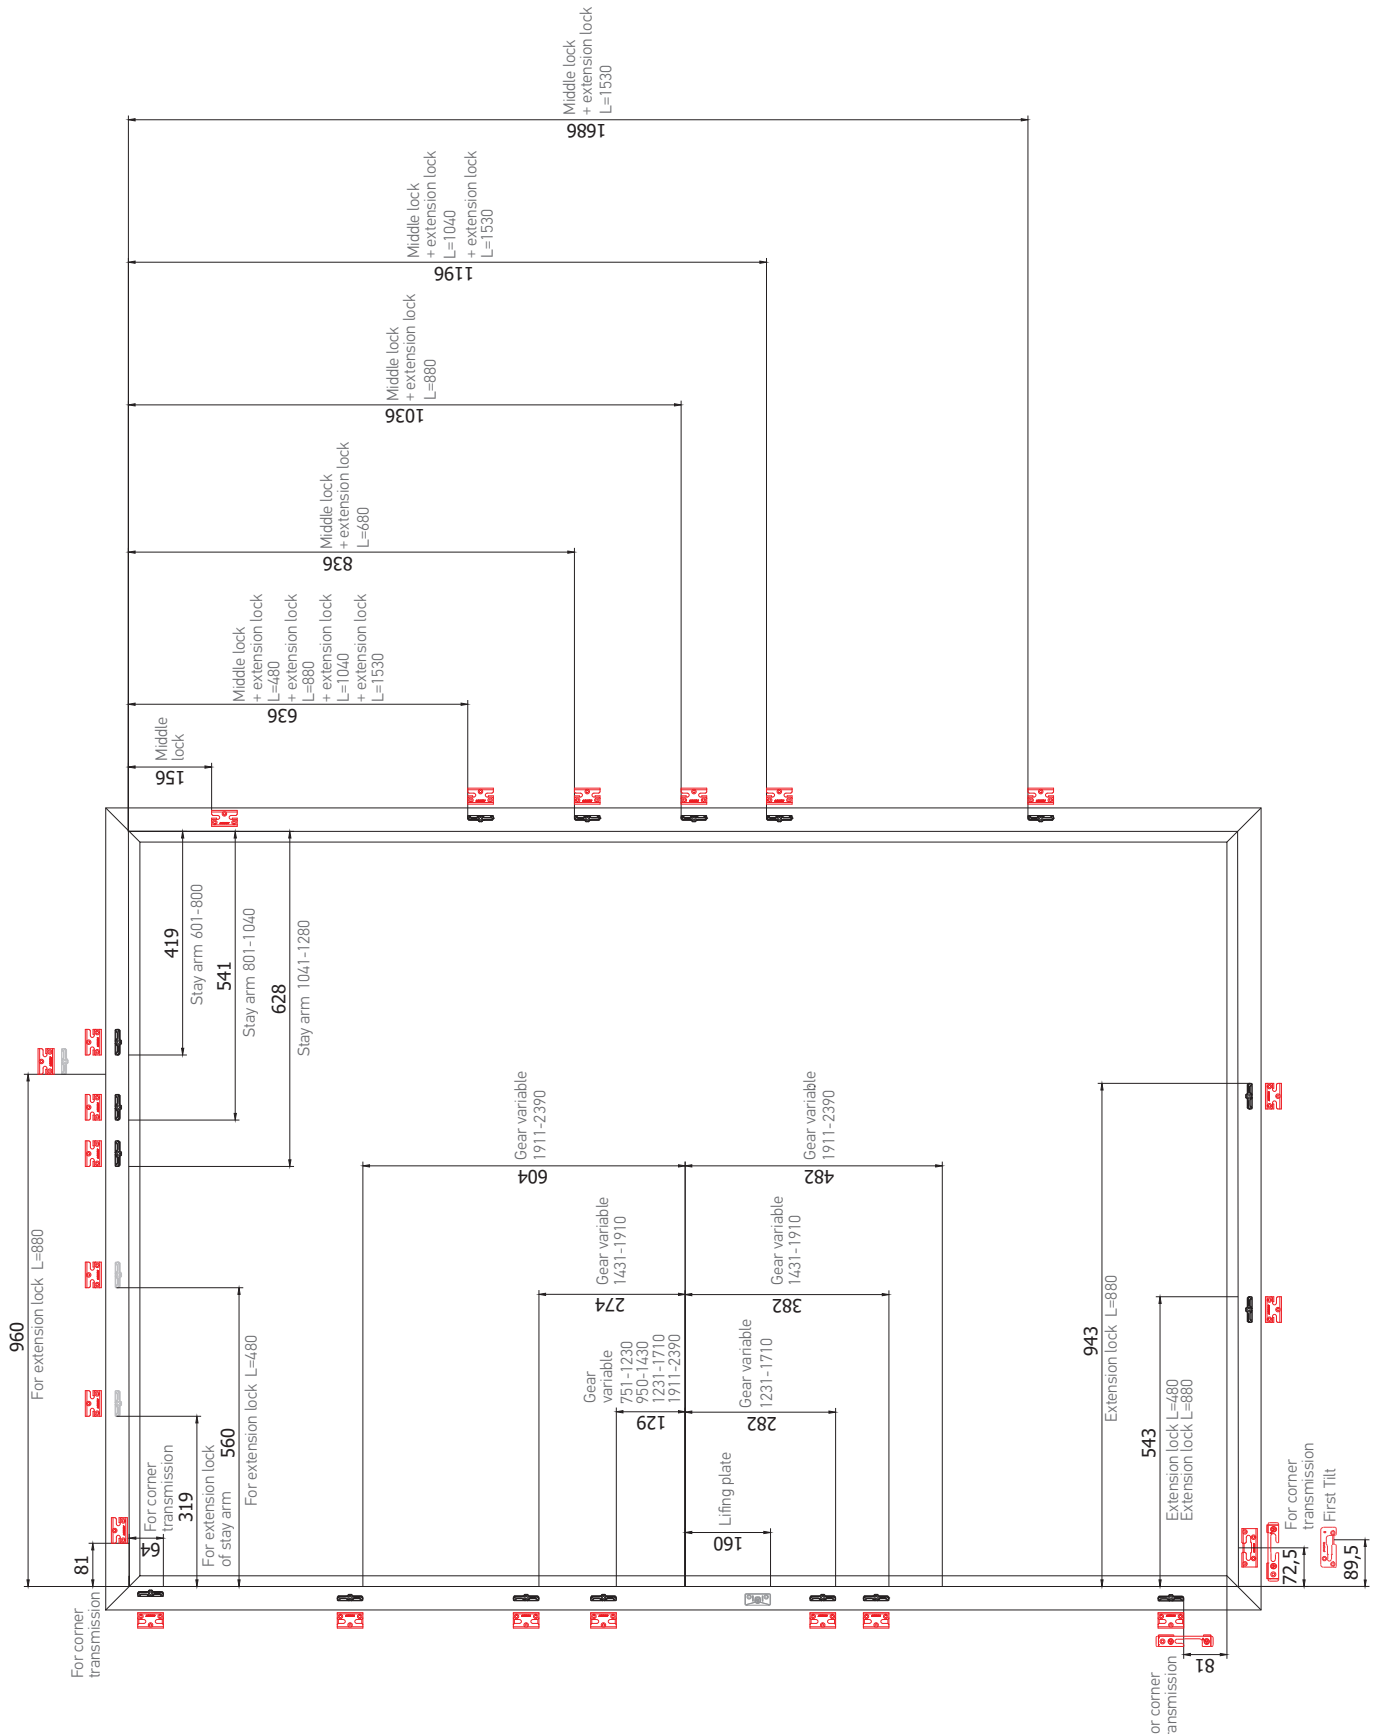 Middle lock
+ extension lock
L=1530
1686
Middle lock
+ extension lock
L=1040
+ extension lock
L=1530
1196
Middle lock
+ extension lock
L=880
1036
Middle lock
+ extension lock
L=680
836
Middle lock
+ extension lock
L=480
+ extension lock
L=880
+ extension lock
L=1040
+ extension lock
L=1530
636
Middle
lock
156
419
Stay arm 601-800
541
Stay arm 801-1040
628
Stay arm 1041-1280
960
For extension lock L=880
Gear variable
1911-2390
604
Gear variable
1911-2390
482
Gear variable
1431-1910
274
Gear variable
1431-1910
382
Gear
variable
751-1230
950-1430
1231-1710
1911-2390
129
Gear variable
1231-1710
282
Lifing plate
160
943
Extension lock L=880
543
Extension lock L=480
Extension lock L=880
560
For extension lock L=480
319
For extension lock
of stay arm
For corner
transmission
64
81
For corner
transmission
For corner
transmission
72,5
First Tilt
89,5
81
or corner
ansmission